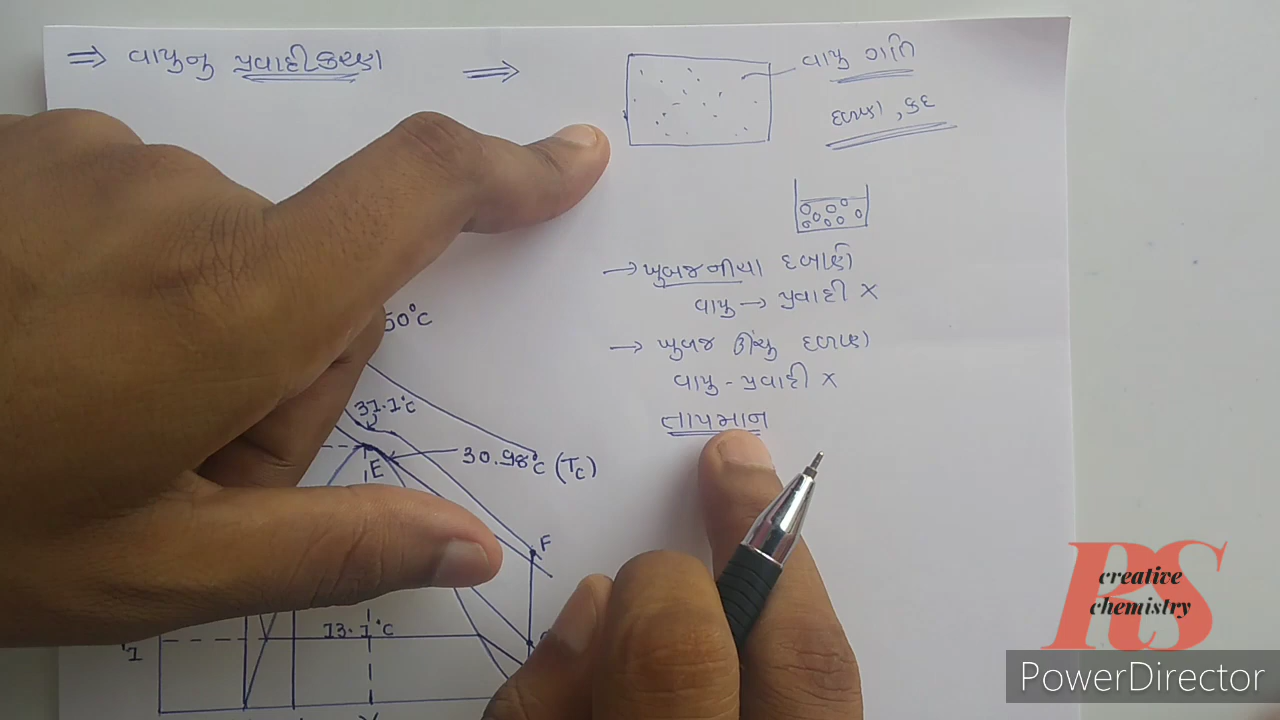 ⇒ વાયુનુ પ્રવાહીકરણ ⇒
વાયુ ગતિ
દબાણ, કદ
→ ખુબજ નીચા દબાણે
વાયુ → પ્રવાહી ×
→ ખુબજ ઊંચુ દબાણ
વાયુ - પ્રવાહી ×
તાપમાન
50°C
31.1°C
E
30.98°C (Tc)
F
13.1°C
RS
creative
chemistry
PowerDirector